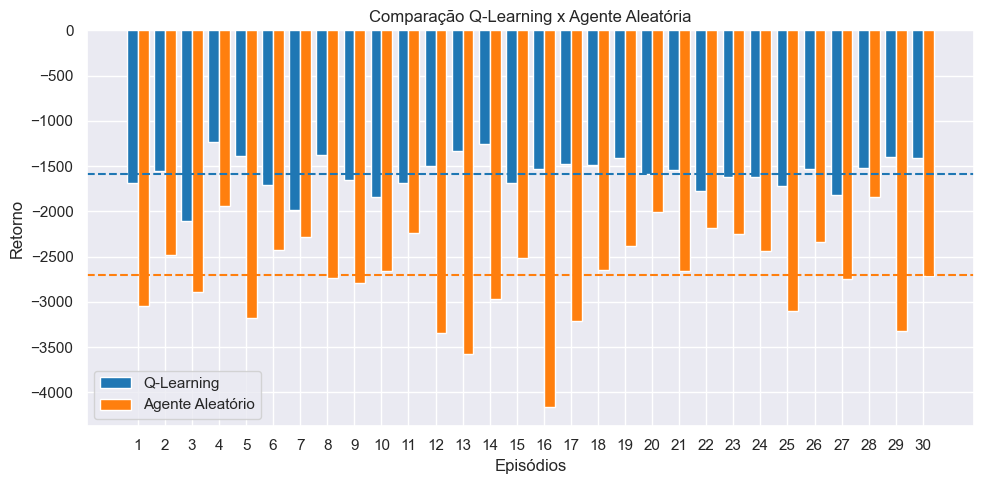 Comparação Q-Learning x Agente Aleatória
0
−500
−1000
−1500
−2000
−2500
−3000
−3500
−4000
Retorno
Q-Learning
Agente Aleatório
1 2 3 4 5 6 7 8 9 10 11 12 13 14 15 16 17 18 19 20 21 22 23 24 25 26 27 28 29 30
Episódios